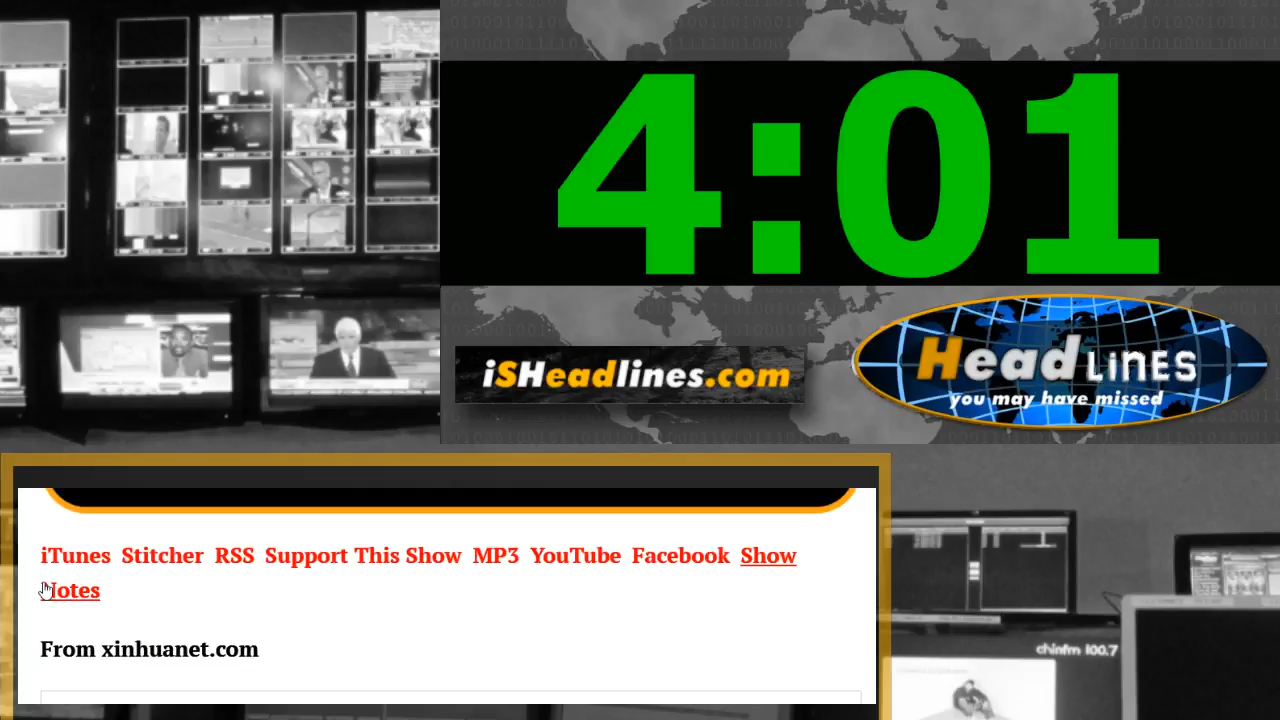 4:01
iSHeadlines.com
HeadLINES
you may have missed
iTunes Stitcher RSS Support This Show MP3 YouTube Facebook Show
Notes
From xinhuanet.com
chinfm 100.7